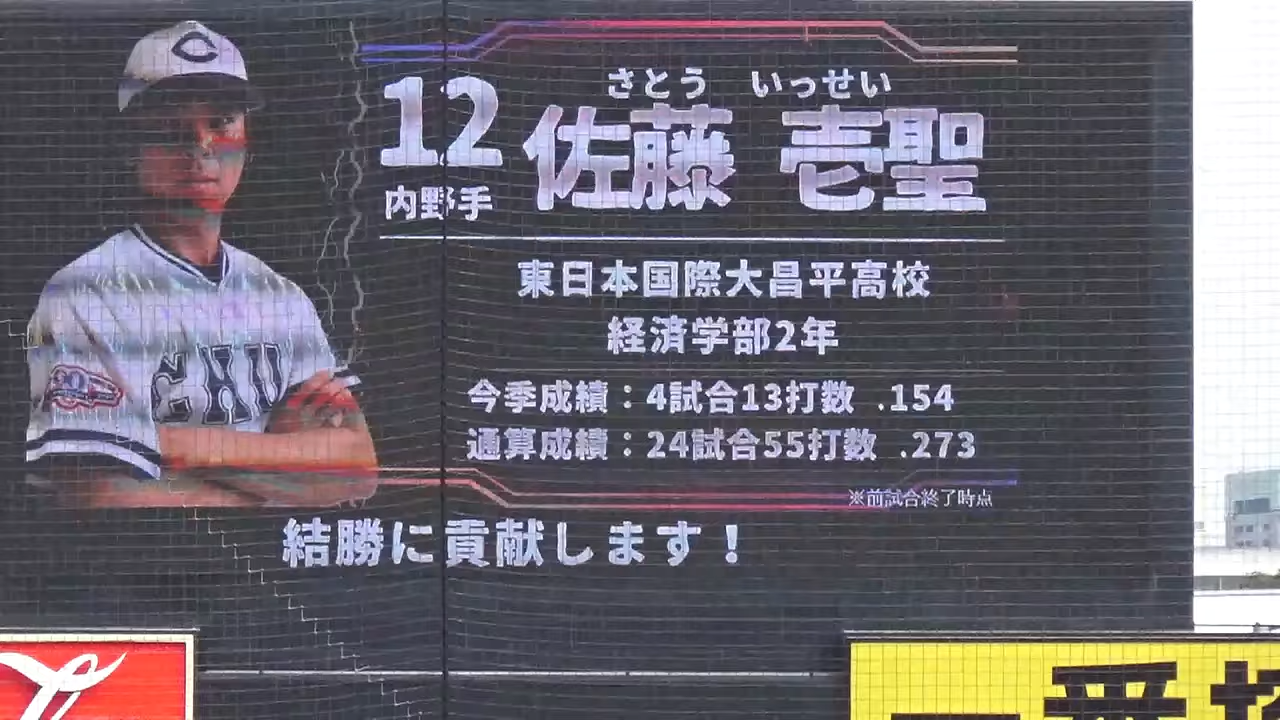 C
12
さとう いっせい
佐藤 壱聖
内野手
東日本国際大昌平高校
経済学部2年
今季成績：4試合13打数 .154
通算成績：24試合55打数 .273
※前試合終了時点
CHU
結勝に貢献します！